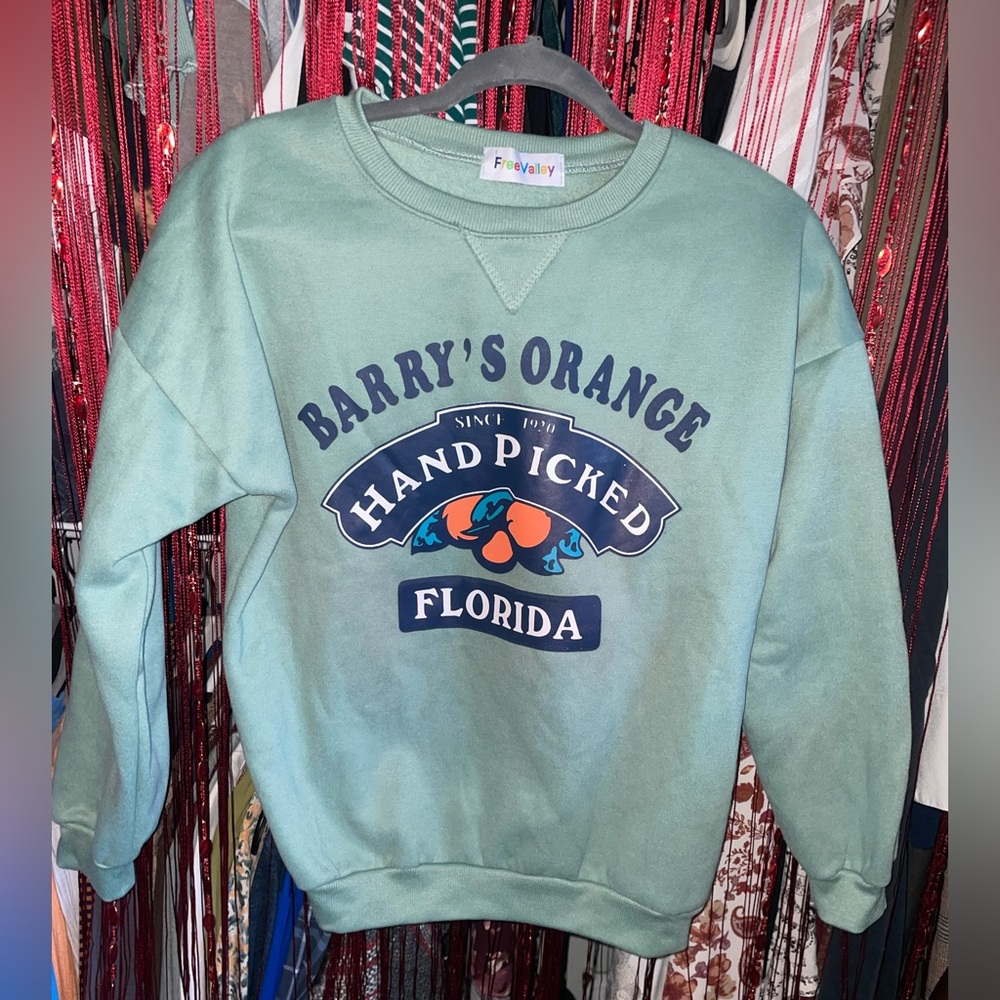 FreeValley
BARRY'S ORANGE
SINCE 1920
HAND PICKED
FLORIDA